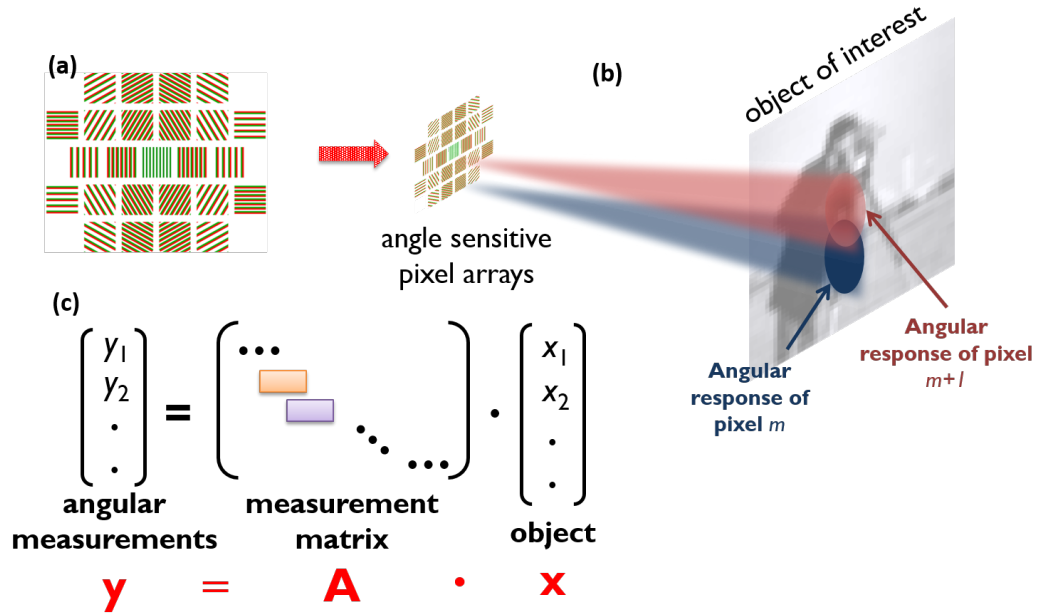 (a)
(b)
object of interest
angle sensitive
pixel arrays
Angular
response of pixel
m+1
Angular
response of
pixel m
(c)
y1
y2
.
.
=
...
...
...
.
x1
x2
.
.
angular
measurements
measurement
matrix
object
y = A · x